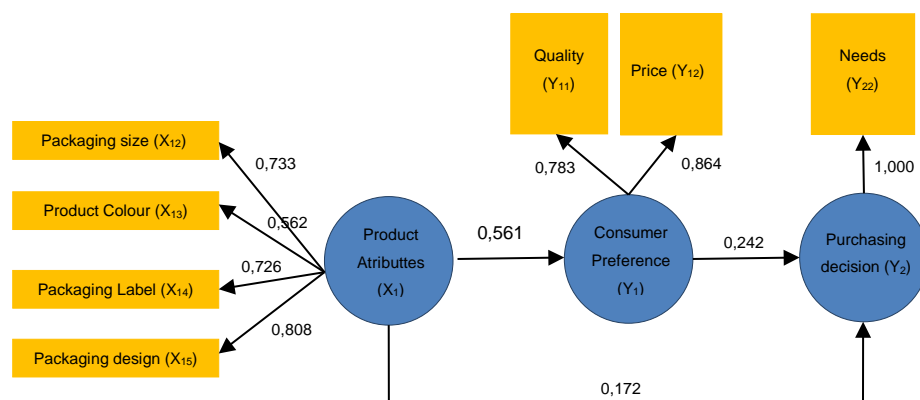 Quality
(Y₁₁)
Price (Y₁₂)
Needs
(Y₂₂)
Packaging size (X₁₂)
0,733
0,783
0,864
1,000
Product Colour (X₁₃)
0,562
0,726
Packaging Label (X₁₄)
0,808
Packaging design (X₁₅)
Product
Atributtes
(X₁)
0,561
Consumer
Preference
(Y₁)
0,242
Purchasing
decision (Y₂)
0,172